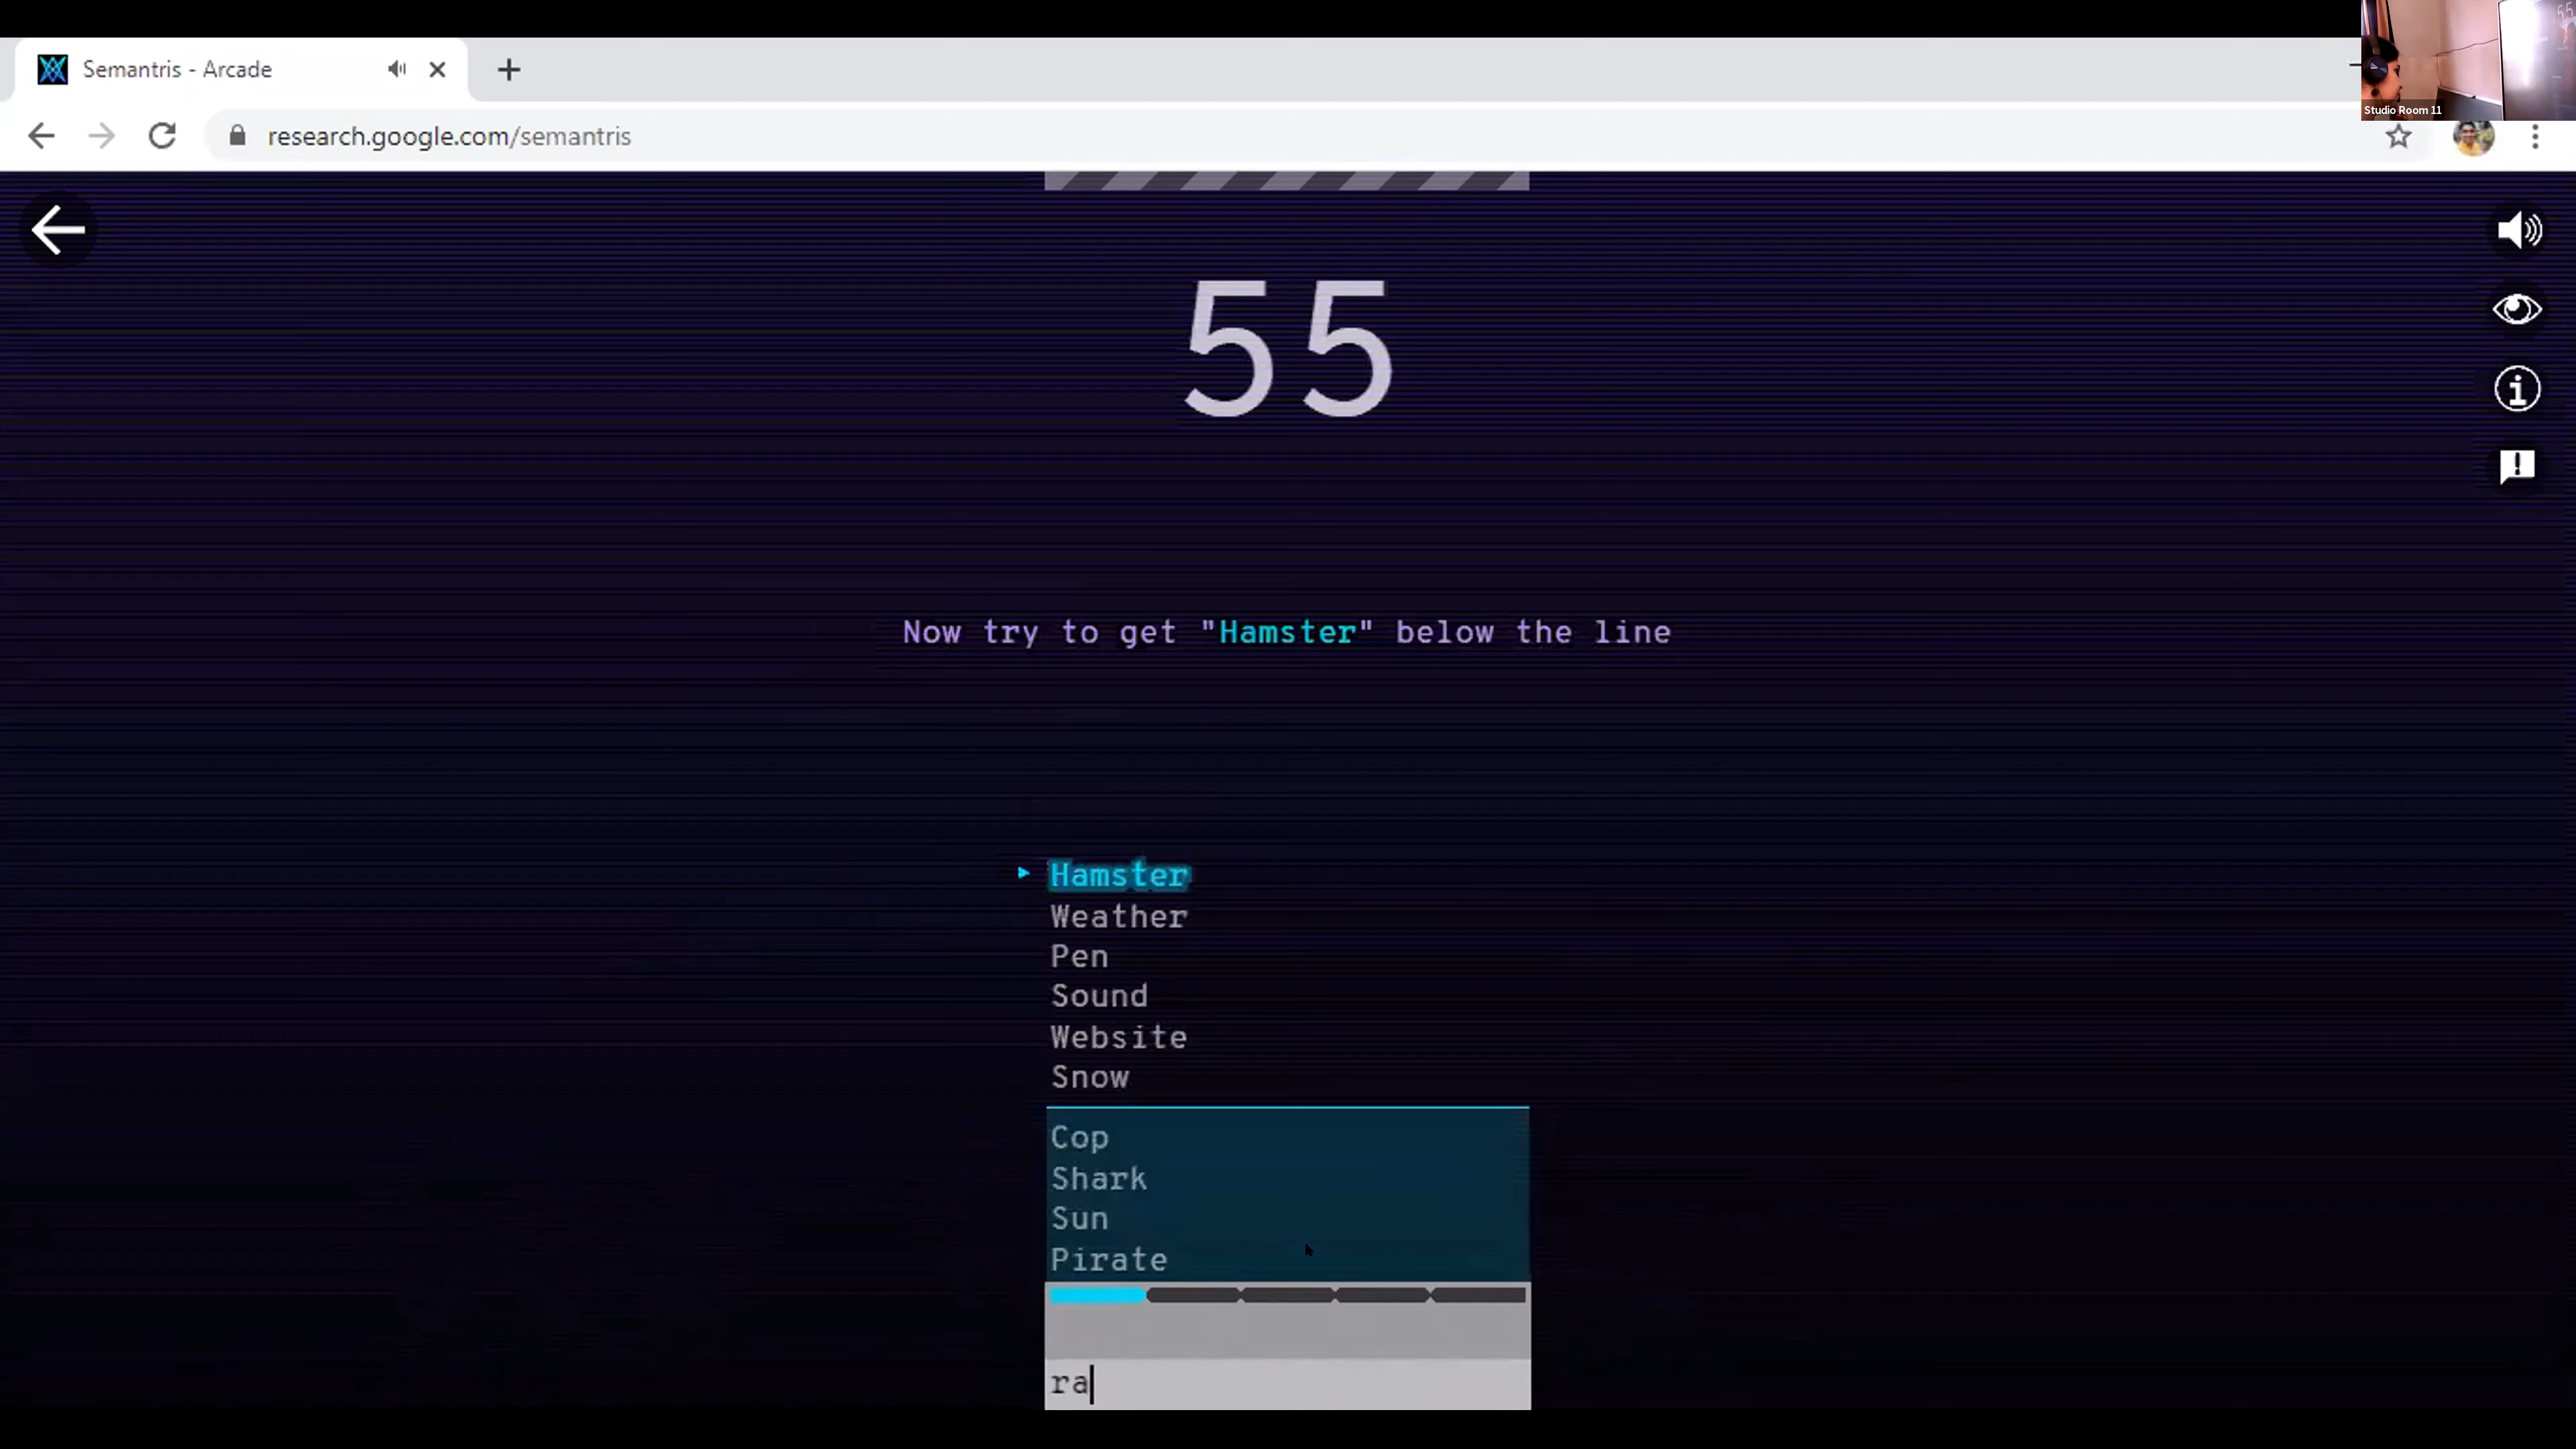 Semantris - Arcade
Studio Room 11
research.google.com/semantris
55
Now try to get "Hamster" below the line
Hamster
Weather
Pen
Sound
Website
Snow
Cop
Shark
Sun
Pirate
ra